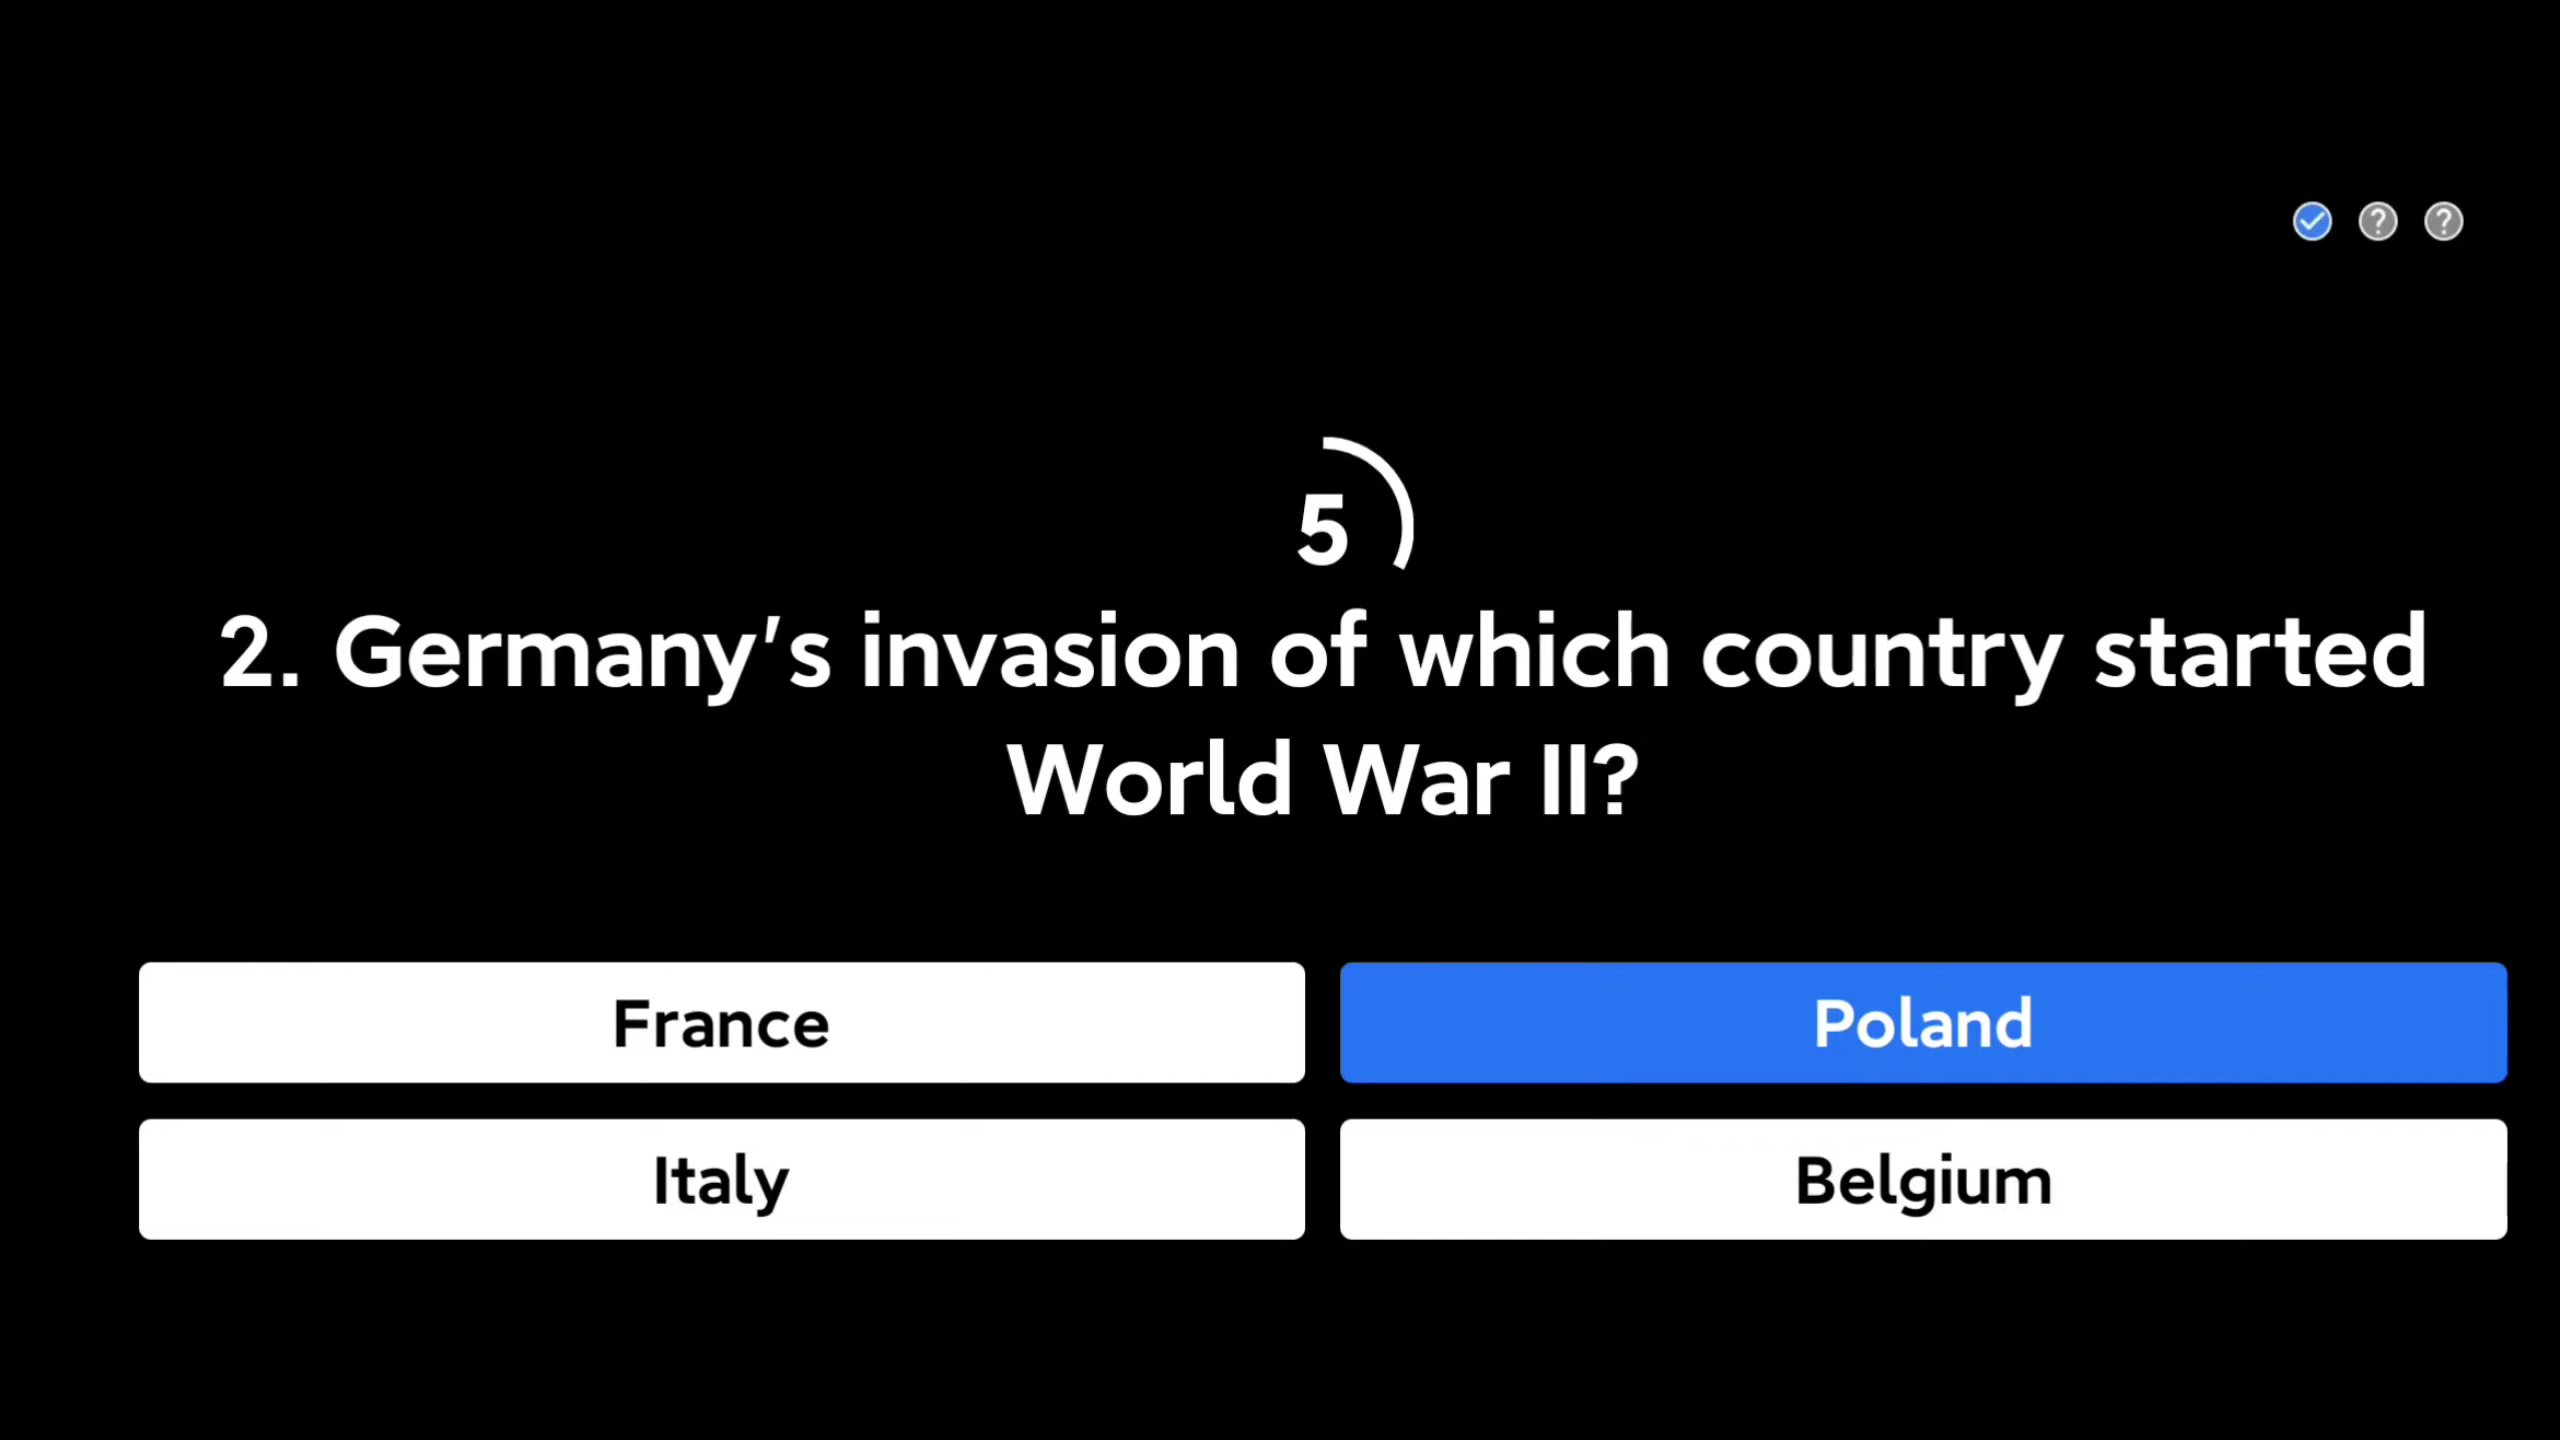 ? ?
5
2. Germany's invasion of which country started
World War II?
France
Poland
Italy
Belgium